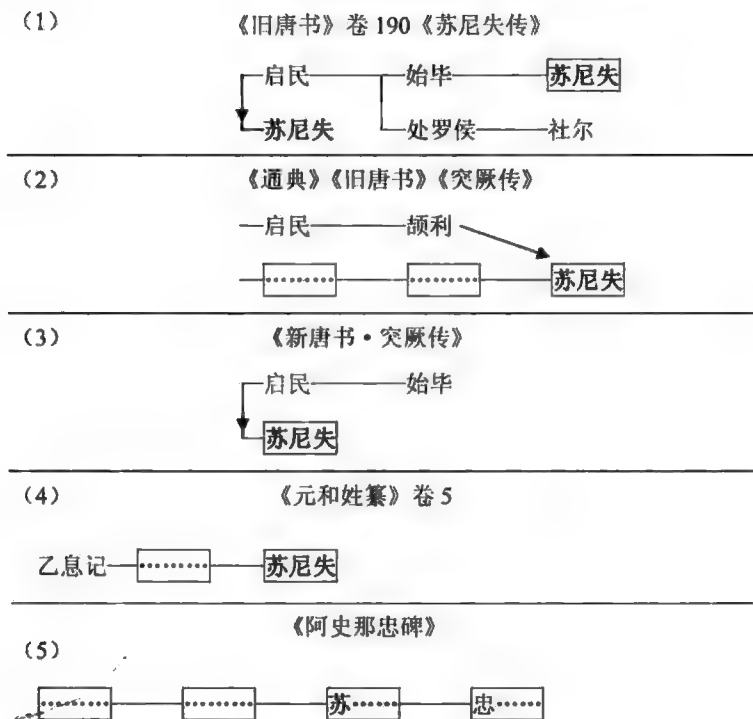 (1) 《旧唐书》卷 190《苏尼失传》
启民 始毕 苏尼失
苏尼失 处罗侯 社尔
(2) 《通典》《旧唐书》《突厥传》
启民 颉利
苏尼失
(3) 《新唐书·突厥传》
启民 始毕
苏尼失
(4) 《元和姓纂》卷 5
乙息记 苏尼失
《阿史那忠碑》
(5)
苏…… 忠……